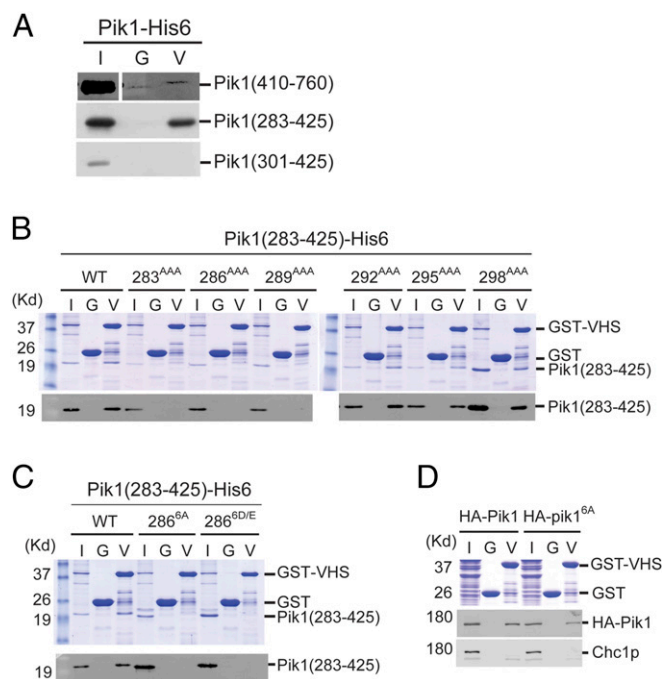 A
Pik1-His6
I G V
Pik1(410-760)
Pik1(283-425)
Pik1(301-425)
B
Pik1(283-425)-His6
WT 283AAA 286AAA 289AAA 292AAA 295AAA 298AAA
(Kd) I G V I G V I G V I G V I G V I G V I G V
37 GST-VHS
26 GST
19 Pik1(283-425)
19 Pik1(283-425)
C
Pik1(283-425)-His6
WT 2866A 2866D/E
(Kd) I G V I G V I G V
37 GST-VHS
26 GST
Pik1(283-425)
19 Pik1(283-425)
D
HA-Pik1 HA-pik16A
(Kd) I G V I G V
37 GST-VHS
26 GST
180 HA-Pik1
180 Chc1p